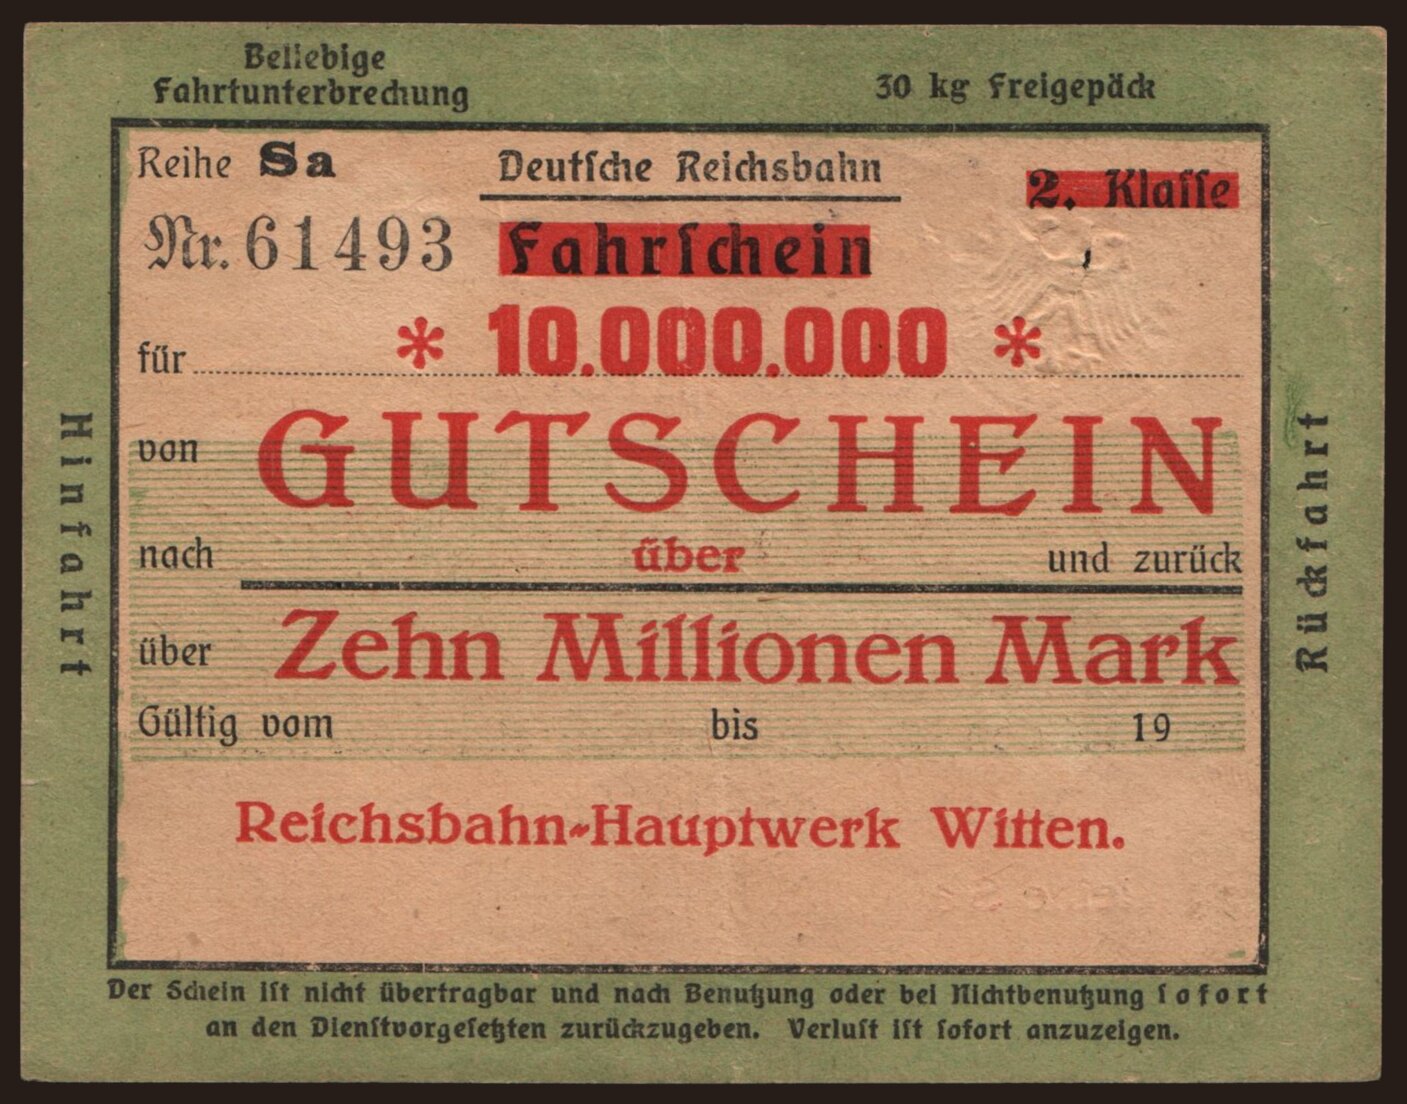 Beliebige
Fahrtunterbrechung
30 kg Freigepäck
Reihe Sa
Deutſche Reichsbahn
2. Klaſſe
Nr. 61493
Fahrſchein
für * 10.000.000 *
von GUTSCHEIN
nach über und zurück
über Zehn Millionen Mark
Gültig vom bis 19
Reichsbahn-Hauptwerk Witten.
Hinfahrt
Rückfahrt
Der Schein iſt nicht übertragbar und nach Benutzung oder bei Nichtbenutzung ſofort
an den Dienſtvorgeſetzten zurückzugeben. Verluſt iſt ſofort anzuzeigen.